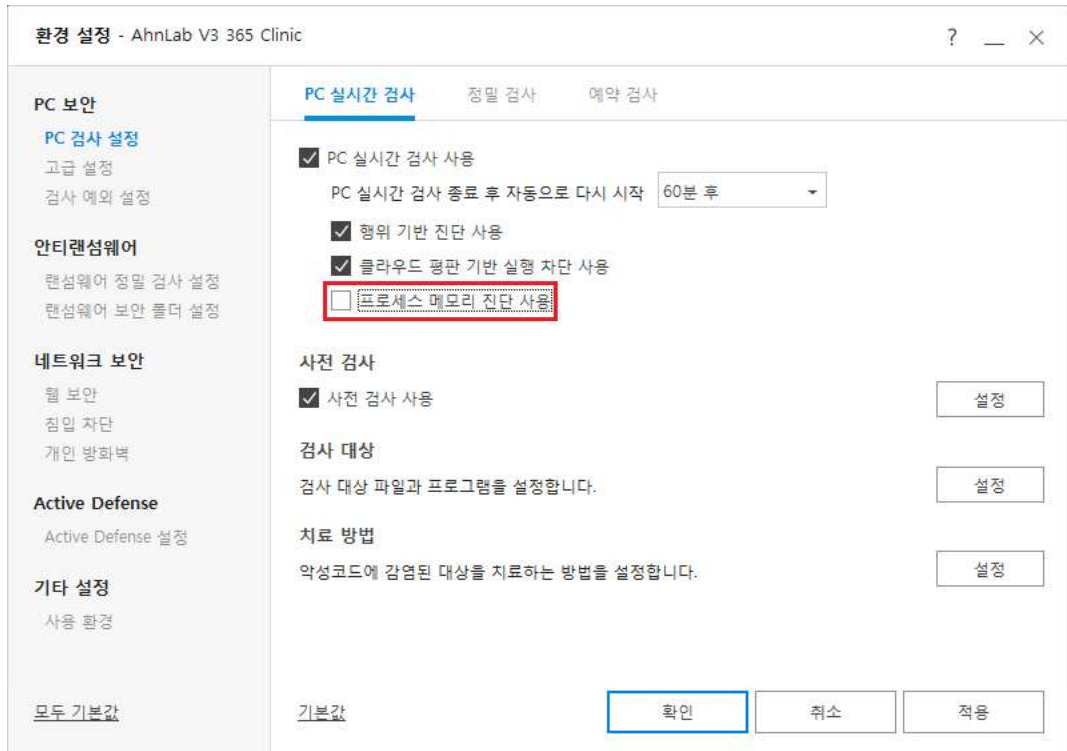 환경 설정 - AhnLab V3 365 Clinic
?
PC 보안
PC 검사 설정
고급 설정
검사 예외 설정
안티랜섬웨어
랜섬웨어 정밀 검사 설정
랜섬웨어 보안 폴더 설정
네트워크 보안
웹 보안
침입 차단
개인 방화벽
Active Defense
Active Defense 설정
기타 설정
사용 환경
모두 기본값
PC 실시간 검사 정밀 검사 예약 검사
PC 실시간 검사 사용
PC 실시간 검사 종료 후 자동으로 다시 시작 60분 후
행위 기반 진단 사용
클라우드 평판 기반 실행 차단 사용
프로세스 메모리 진단 사용
사전 검사
사전 검사 사용 설정
검사 대상
검사 대상 파일과 프로그램을 설정합니다. 설정
치료 방법
악성코드에 감염된 대상을 치료하는 방법을 설정합니다. 설정
기본값 확인 취소 적용